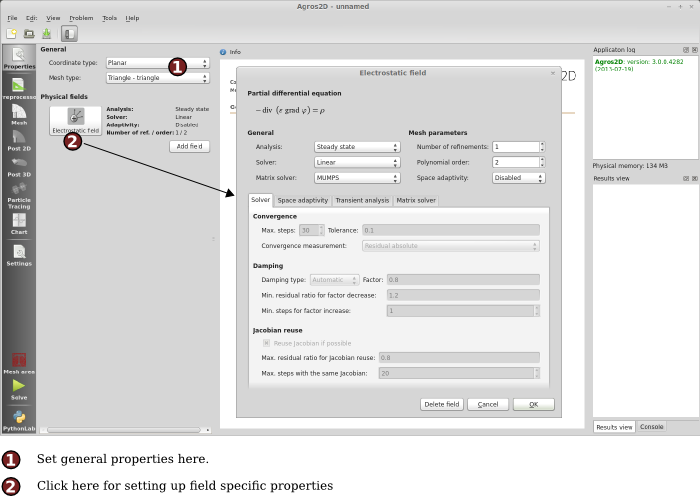 Agros2D - unnamed
File Edit View Problem Tools Help
Properties
Preprocessor
Mesh
Post 2D
Post 3D
Particle
Tracing
Chart
Settings
Mesh area
Solve
PythonLab
General
Coordinate type: Planar
Mesh type: Triangle - triangle
1
Physical fields
Electrostatic field
Analysis: Steady state
Solver: Linear
Adaptivity: Disabled
Number of ref. / order: 1 / 2
2
Add field
Info
2D
Electrostatic field
Partial differential equation
− div (ε grad φ) = ρ
General
Analysis: Steady state
Solver: Linear
Matrix solver: MUMPS
Mesh parameters
Number of refinements: 1
Polynomial order: 2
Space adaptivity: Disabled
Solver Space adaptivity Transient analysis Matrix solver
Convergence
Max. steps: 30 Tolerance: 0.1
Convergence measurement: Residual absolute
Damping
Damping type: Automatic Factor: 0.8
Min. residual ratio for factor decrease: 1.2
Min. steps for factor increase: 1
Jacobian reuse
Reuse Jacobian if possible
Max. residual ratio for Jacobian reuse: 0.8
Max. steps with the same Jacobian: 20
Delete field Cancel OK
Applicaton log
Agros2D: version: 3.0.0.4282
(2013-07-19)
Physical memory: 134 MB
Results view
Results view Console
1 Set general properties here.
2 Click here for setting up field specific properties